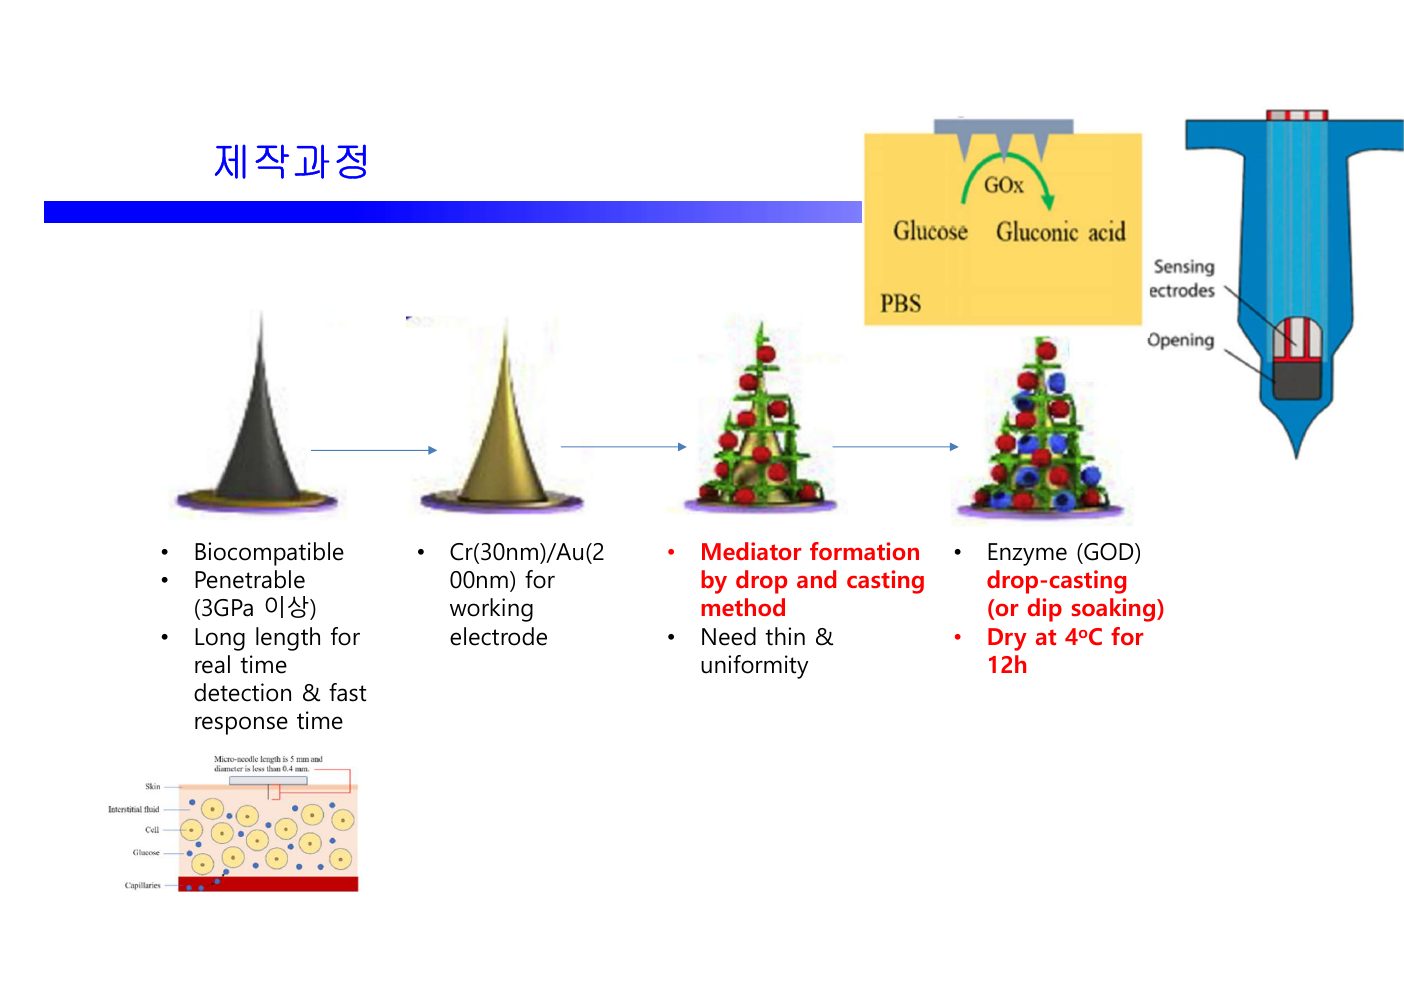 제작과정
GOx
Glucose
Gluconic acid
PBS
Sensing
ectrodes
Opening
• Biocompatible
• Penetrable
(3GPa 이상)
• Long length for
real time
detection & fast
response time
• Cr(30nm)/Au(2
00nm) for
working
electrode
• Mediator formation
by drop and casting
method
• Need thin &
uniformity
• Enzyme (GOD)
drop-casting
(or dip soaking)
• Dry at 4ºC for
12h
Micro-needle length is 5 mm and
diameter is less than 0.4 mm.
Skin
Interstitial fluid
Cell
Glucose
Capillaries